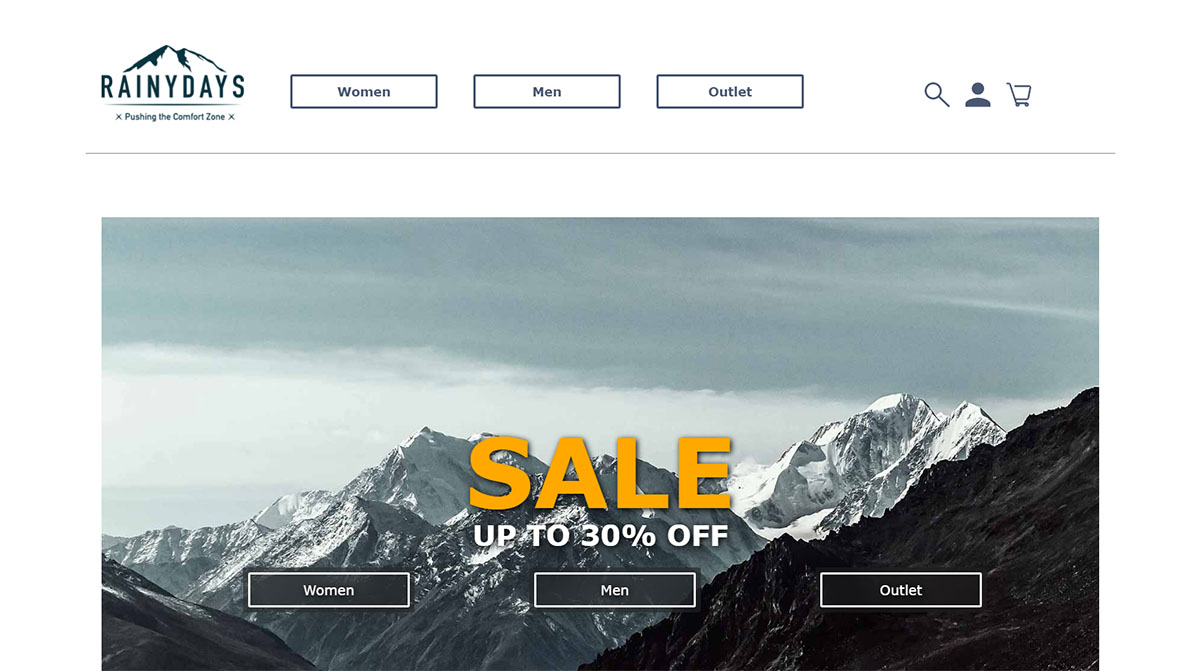 RAINYDAYS
× Pushing the Comfort Zone ×
Women Men Outlet
SALE
UP TO 30% OFF
Women Men Outlet